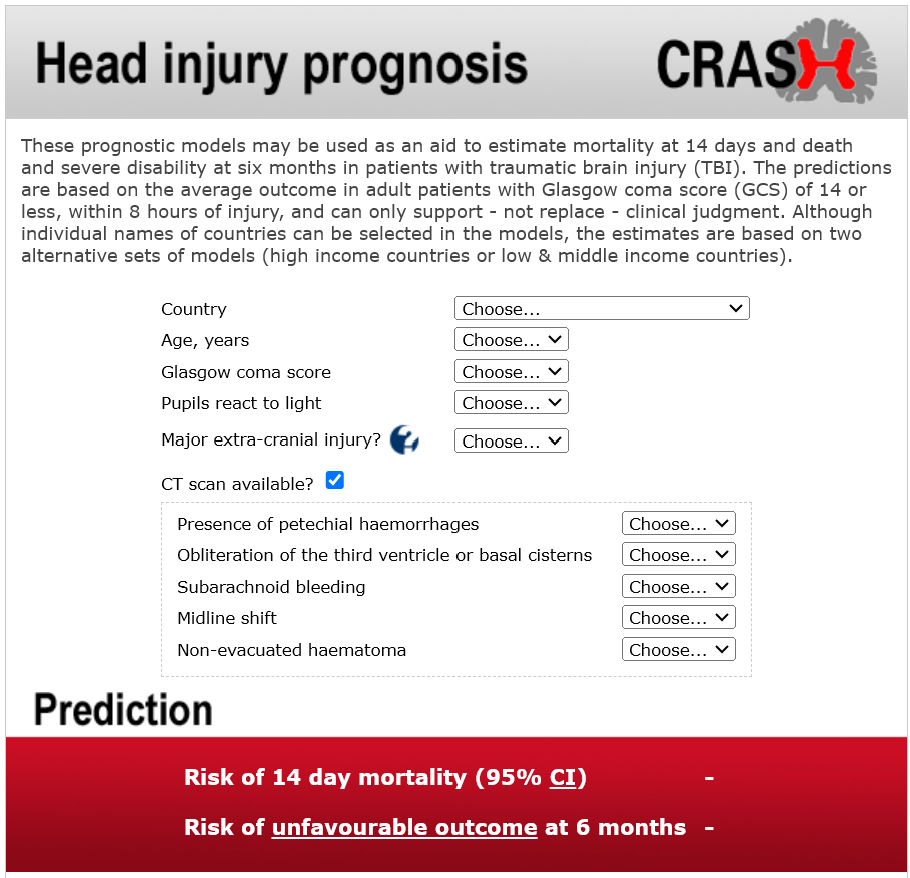 Head injury prognosis
CRASH
These prognostic models may be used as an aid to estimate mortality at 14 days and death
and severe disability at six months in patients with traumatic brain injury (TBI). The predictions
are based on the average outcome in adult patients with Glasgow coma score (GCS) of 14 or
less, within 8 hours of injury, and can only support - not replace - clinical judgment. Although
individual names of countries can be selected in the models, the estimates are based on two
alternative sets of models (high income countries or low & middle income countries).
Country Choose...
Age, years Choose...
Glasgow coma score Choose...
Pupils react to light Choose...
Major extra-cranial injury? ? Choose...
CT scan available?
Presence of petechial haemorrhages Choose...
Obliteration of the third ventricle or basal cisterns Choose...
Subarachnoid bleeding Choose...
Midline shift Choose...
Non-evacuated haematoma Choose...
Prediction
Risk of 14 day mortality (95% CI) -
Risk of unfavourable outcome at 6 months -